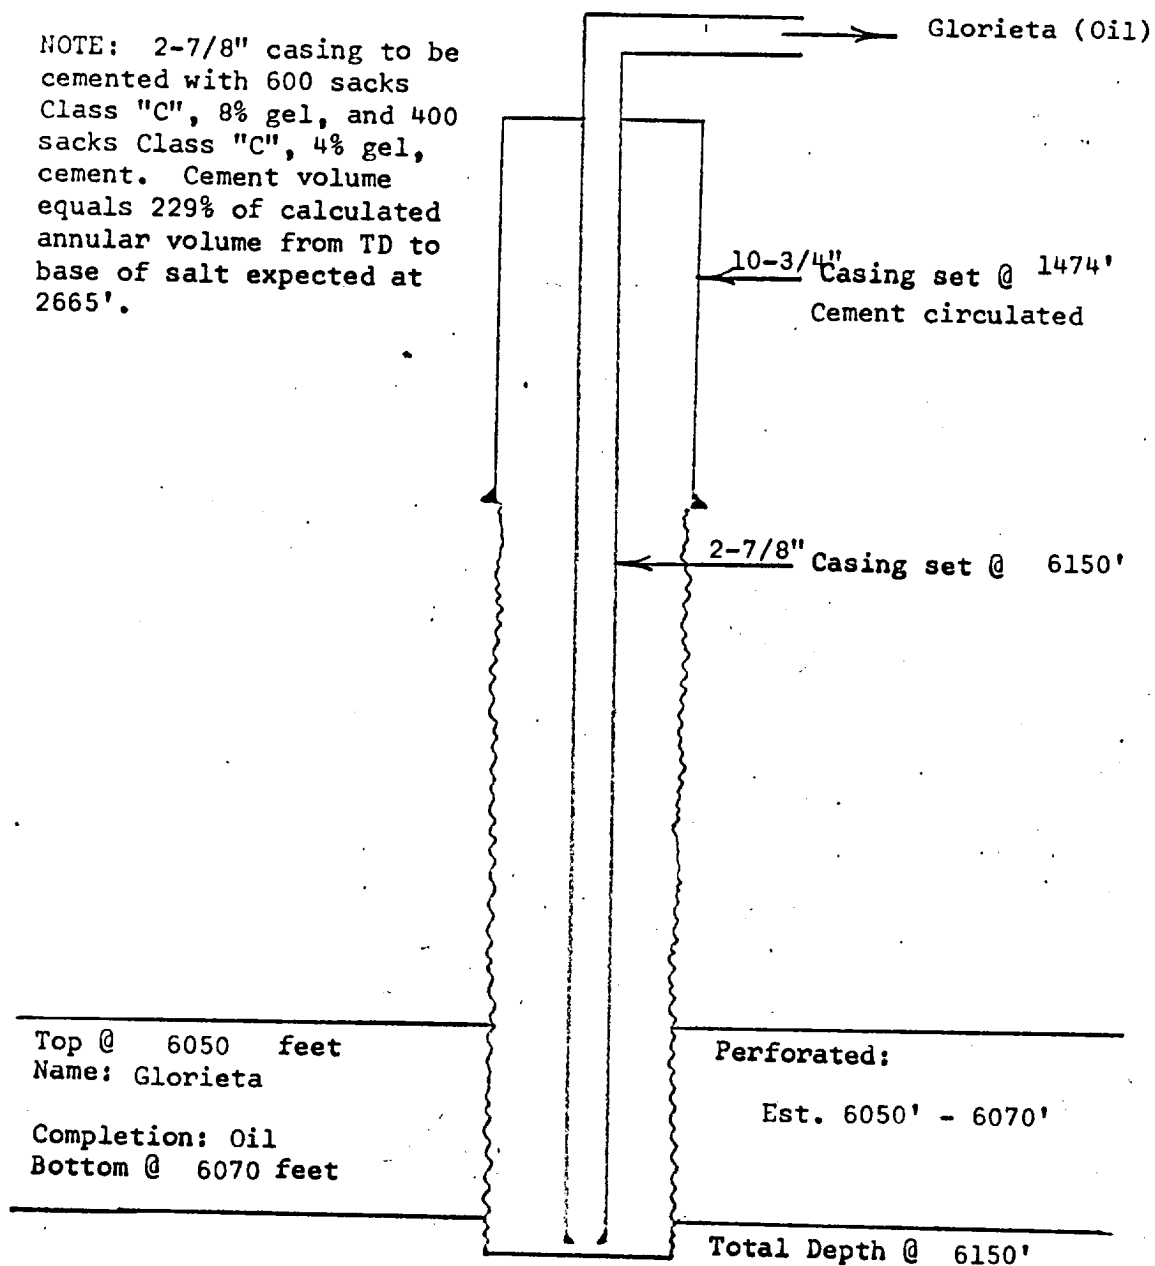 Glorieta (Oil)
NOTE: 2-7/8" casing to be
cemented with 600 sacks
Class "C", 8% gel, and 400
sacks Class "C", 4% gel,
cement. Cement volume
equals 229% of calculated
annular volume from TD to
base of salt expected at
2665'.
10-3/4" Casing set @ 1474'
Cement circulated
2-7/8" Casing set @ 6150'
Top @ 6050 feet
Name: Glorieta
Completion: Oil
Bottom @ 6070 feet
Perforated:
Est. 6050' - 6070'
Total Depth @ 6150'